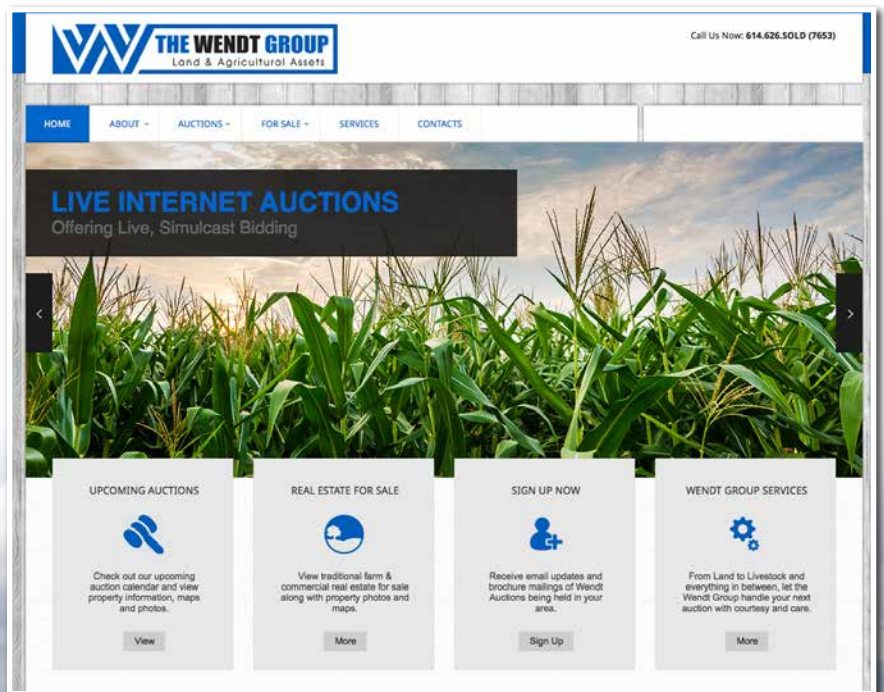 THE WENDT GROUP
Land & Agricultural Assets
Call Us Now: 614.626.SOLD (7653)
HOME ABOUT AUCTIONS FOR SALE SERVICES CONTACTS
LIVE INTERNET AUCTIONS
Offering Live, Simulcast Bidding
UPCOMING AUCTIONS
Check out our upcoming
auction calendar and view
property information, maps
and photos.
View
REAL ESTATE FOR SALE
View traditional farm &
commercial real estate for sale
along with property photos and
maps.
More
SIGN UP NOW
Receive email updates and
brochure mailings of Wendt
Auctions being held in your
area.
Sign Up
WENDT GROUP SERVICES
From Land to Livestock and
everything in between, let the
Wendt Group handle your next
auction with courtesy and care.
More